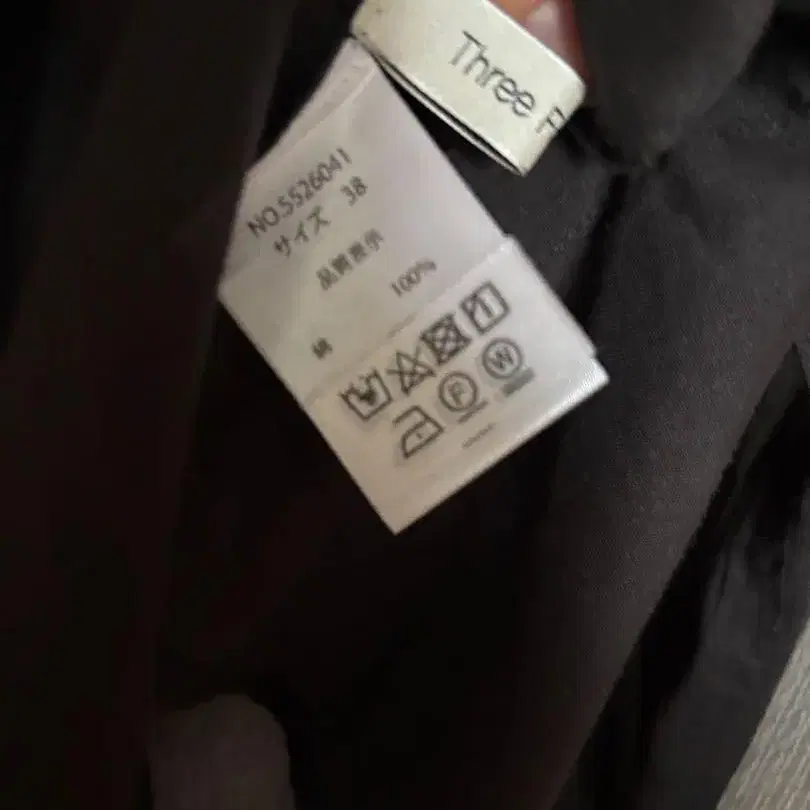 Three F
NO.5526041
サイズ 38
品質表示
綿 100%
F W